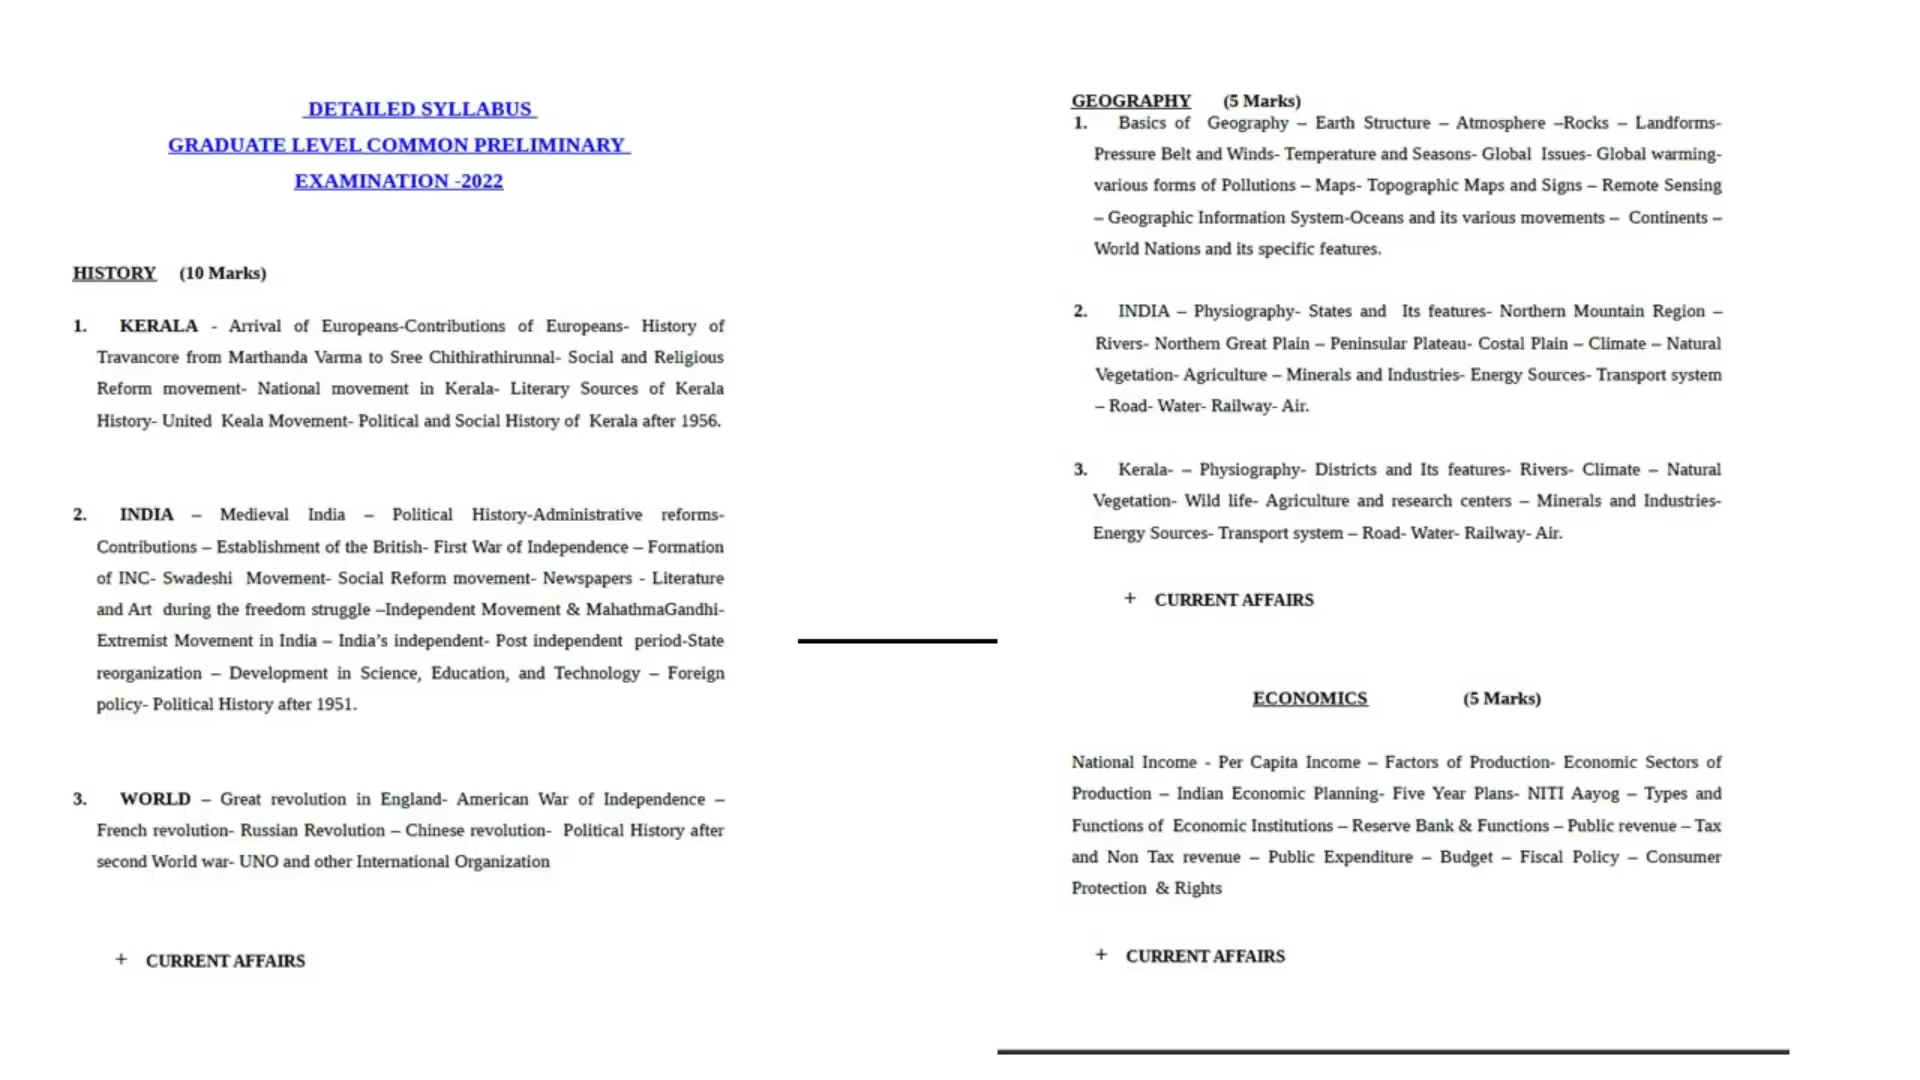 DETAILED SYLLABUS
GRADUATE LEVEL COMMON PRELIMINARY
EXAMINATION -2022
HISTORY (10 Marks)
1. KERALA - Arrival of Europeans-Contributions of Europeans- History of
Travancore from Marthanda Varma to Sree Chithirathirunnal- Social and Religious
Reform movement- National movement in Kerala- Literary Sources of Kerala
History- United Keala Movement- Political and Social History of Kerala after 1956.
2. INDIA – Medieval India – Political History-Administrative reforms-
Contributions – Establishment of the British- First War of Independence – Formation
of INC- Swadeshi Movement- Social Reform movement- Newspapers - Literature
and Art during the freedom struggle –Independent Movement & MahathmaGandhi-
Extremist Movement in India – India’s independent- Post independent period-State
reorganization – Development in Science, Education, and Technology – Foreign
policy- Political History after 1951.
3. WORLD – Great revolution in England- American War of Independence –
French revolution- Russian Revolution – Chinese revolution- Political History after
second World war- UNO and other International Organization
+ CURRENT AFFAIRS
GEOGRAPHY (5 Marks)
1. Basics of Geography – Earth Structure – Atmosphere –Rocks – Landforms-
Pressure Belt and Winds- Temperature and Seasons- Global Issues- Global warming-
various forms of Pollutions – Maps- Topographic Maps and Signs – Remote Sensing
– Geographic Information System-Oceans and its various movements – Continents –
World Nations and its specific features.
2. INDIA – Physiography- States and Its features- Northern Mountain Region –
Rivers- Northern Great Plain – Peninsular Plateau- Costal Plain – Climate – Natural
Vegetation- Agriculture – Minerals and Industries- Energy Sources- Transport system
– Road- Water- Railway- Air.
3. Kerala- – Physiography- Districts and Its features- Rivers- Climate – Natural
Vegetation- Wild life- Agriculture and research centers – Minerals and Industries-
Energy Sources- Transport system – Road- Water- Railway- Air.
+ CURRENT AFFAIRS
ECONOMICS (5 Marks)
National Income - Per Capita Income – Factors of Production- Economic Sectors of
Production – Indian Economic Planning- Five Year Plans- NITI Aayog – Types and
Functions of Economic Institutions – Reserve Bank & Functions – Public revenue – Tax
and Non Tax revenue – Public Expenditure – Budget – Fiscal Policy – Consumer
Protection & Rights
+ CURRENT AFFAIRS